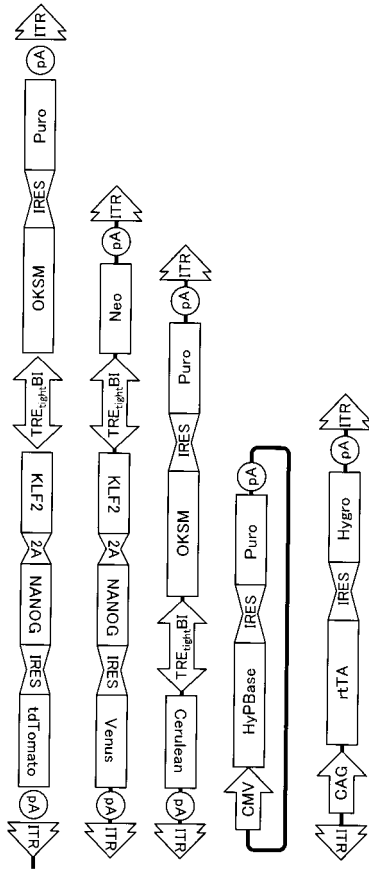 ITR pA tdTomato IRES NANOG 2A KLF2 TREtightBI OKSM IRES Puro pA ITR
ITR pA Venus IRES NANOG 2A KLF2 TREtightBI Neo pA ITR
ITR pA Cerulean TREtightBI OKSM IRES Puro pA ITR
CMV HyPBase IRES Puro pA
ITR CAG rtTA IRES Hygro pA ITR